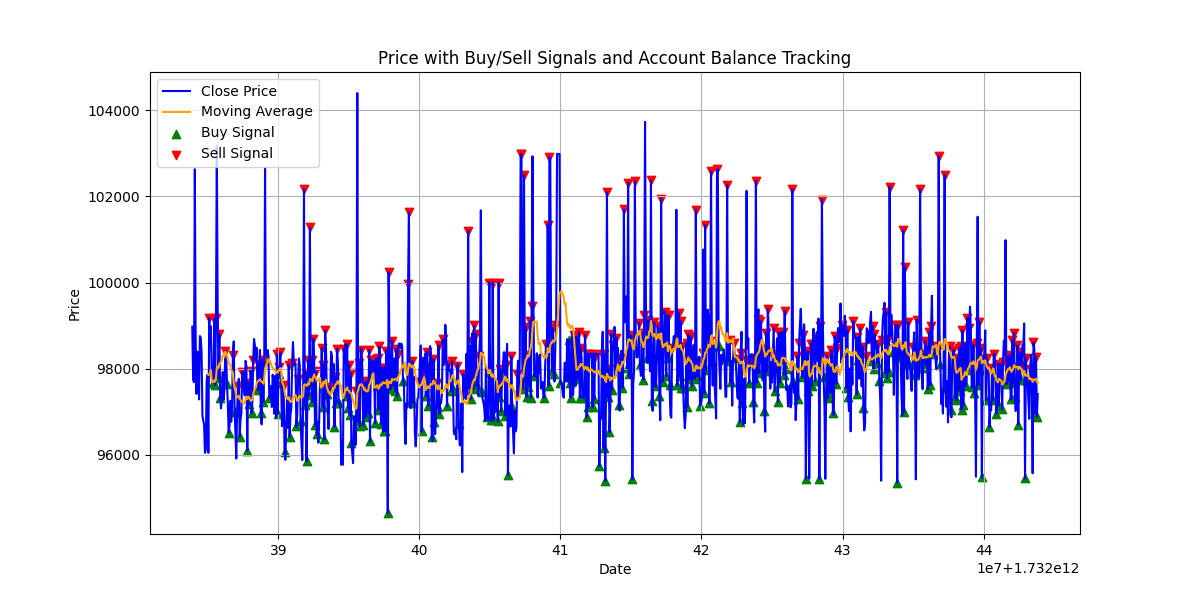 Price with Buy/Sell Signals and Account Balance Tracking
Close Price
Moving Average
Buy Signal
Sell Signal
104000
102000
100000
98000
96000
Price
39
40
41
42
43
44
Date
1e7+1.732e12